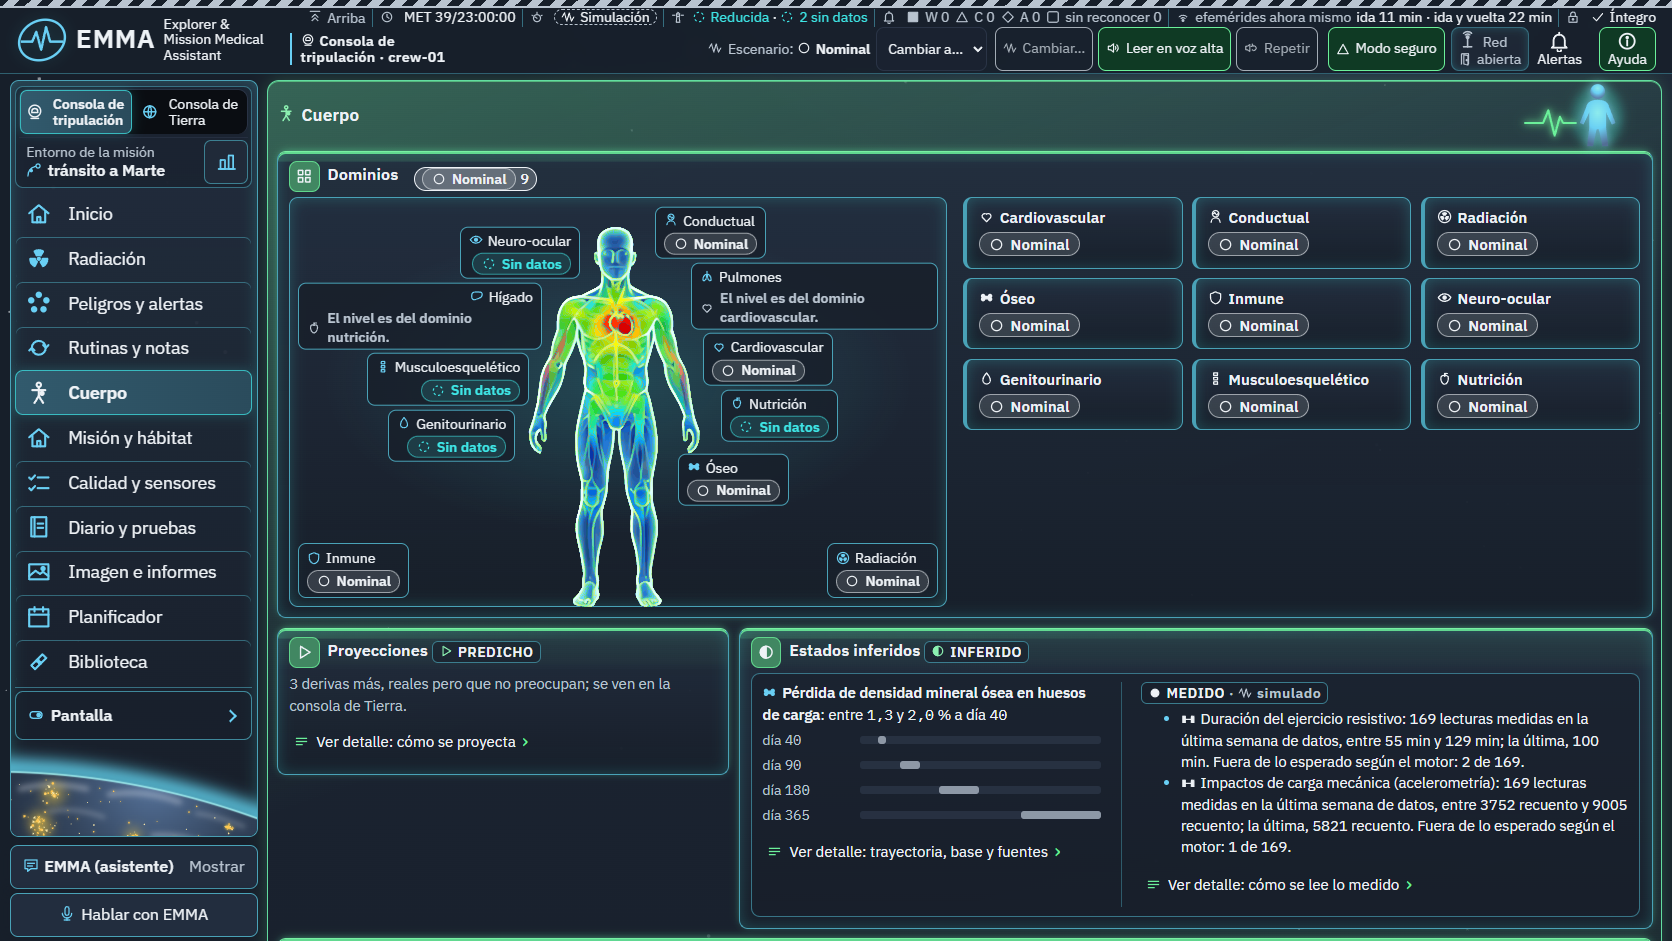 Arriba
MET 39/23:00:00
Simulación
Reducida · 2 sin datos
W 0 C 0 A 0 sin reconocer 0
efemérides ahora mismo ida 11 min · ida y vuelta 22 min
Íntegro
EMMA
Explorer &
Mission Medical
Assistant
Consola de
tripulación · crew-01
Escenario: Nominal
Cambiar a...
Cambiar...
Leer en voz alta
Repetir
Modo seguro
Red
abierta
Alertas
Ayuda
Consola de
tripulación
Consola de
Tierra
Entorno de la misión
tránsito a Marte
Inicio
Radiación
Peligros y alertas
Rutinas y notas
Cuerpo
Misión y hábitat
Calidad y sensores
Diario y pruebas
Imagen e informes
Planificador
Biblioteca
Pantalla
EMMA (asistente) Mostrar
Hablar con EMMA
Cuerpo
Dominios
Nominal 9
Conductual
Nominal
Neuro-ocular
Sin datos
Pulmones
El nivel es del dominio
cardiovascular.
Hígado
El nivel es del dominio
nutrición.
Cardiovascular
Nominal
Musculoesquelético
Sin datos
Nutrición
Sin datos
Genitourinario
Sin datos
Óseo
Nominal
Inmune
Nominal
Radiación
Nominal
Cardiovascular
Nominal
Conductual
Nominal
Radiación
Nominal
Óseo
Nominal
Inmune
Nominal
Neuro-ocular
Nominal
Genitourinario
Nominal
Musculoesquelético
Nominal
Nutrición
Nominal
Proyecciones PREDICHO
3 derivas más, reales pero que no preocupan; se ven en la
consola de Tierra.
Ver detalle: cómo se proyecta
Estados inferidos INFERIDO
Pérdida de densidad mineral ósea en huesos
de carga: entre 1,3 y 2,0 % a día 40
día 40
día 90
día 180
día 365
Ver detalle: trayectoria, base y fuentes
MEDIDO · simulado
Duración del ejercicio resistivo: 169 lecturas medidas en la
última semana de datos, entre 55 min y 129 min; la última, 100
min. Fuera de lo esperado según el motor: 2 de 169.
Impactos de carga mecánica (acelerometría): 169 lecturas
medidas en la última semana de datos, entre 3752 recuento y 9005
recuento; la última, 5821 recuento. Fuera de lo esperado según el
motor: 1 de 169.
Ver detalle: cómo se lee lo medido